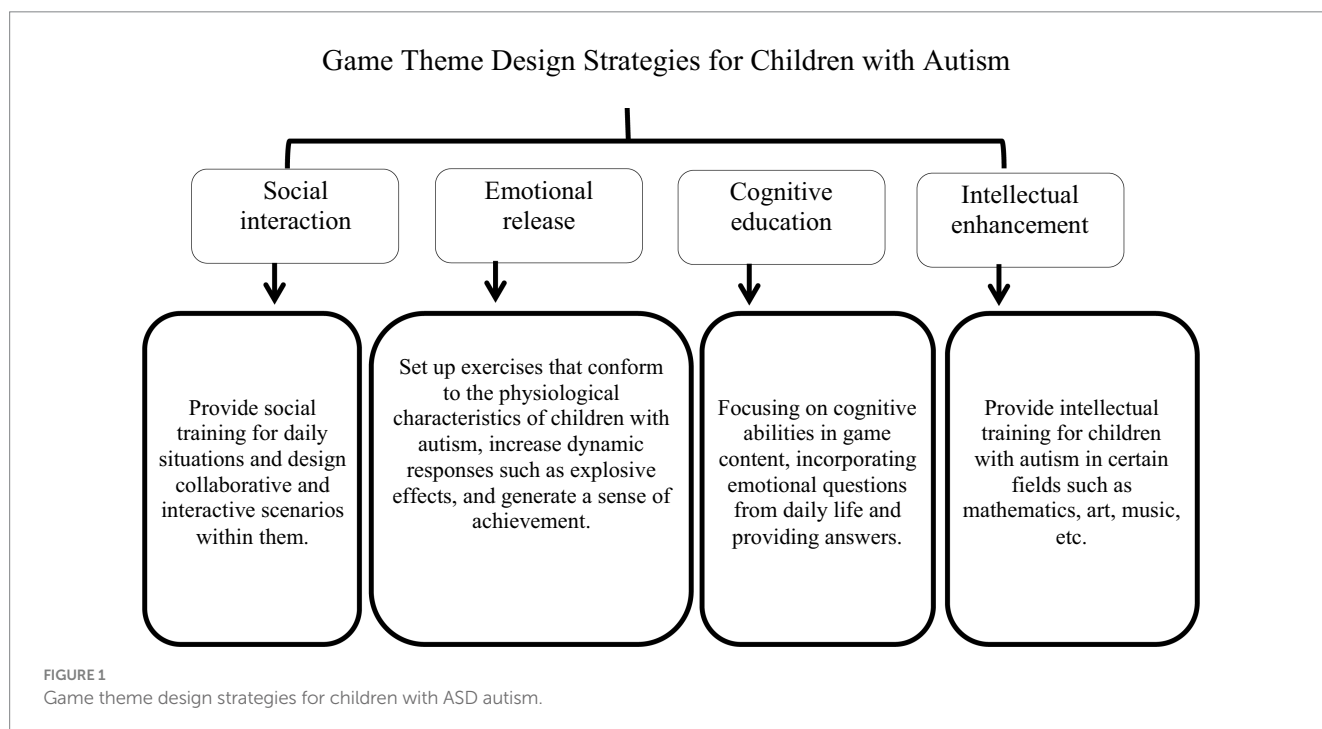 Game Theme Design Strategies for Children with Autism
Social
interaction
Emotional
release
Cognitive
education
Intellectual
enhancement
Provide social
training for daily
situations and design
collaborative and
interactive scenarios
within them.
Set up exercises that conform
to the physiological
characteristics of children with
autism, increase dynamic
responses such as explosive
effects, and generate a sense of
achievement.
Focusing on cognitive
abilities in game
content, incorporating
emotional questions
from daily life and
providing answers.
Provide intellectual
training for children
with autism in certain
fields such as
mathematics, art, music,
etc.
FIGURE 1
Game theme design strategies for children with ASD autism.